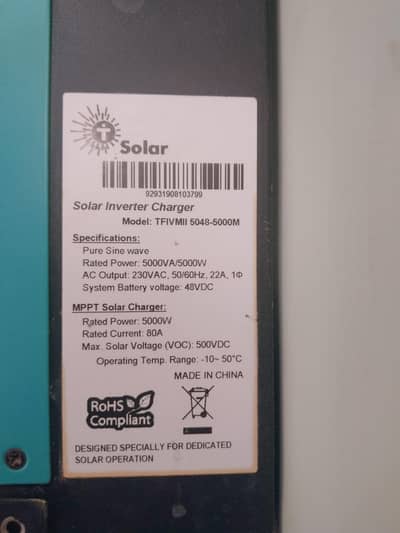 T Solar
92931908103799
Solar Inverter Charger
Model: TFIVMII 5048-5000M
Specifications:
Pure Sine wave
Rated Power: 5000VA/5000W
AC Output: 230VAC, 50/60Hz, 22A, 1Φ
System Battery voltage: 48VDC
MPPT Solar Charger:
Rated Power: 5000W
Rated Current: 80A
Max. Solar Voltage (VOC): 500VDC
Operating Temp. Range: -10~ 50°C
MADE IN CHINA
RoHS
Compliant
DESIGNED SPECIALLY FOR DEDICATED
SOLAR OPERATION